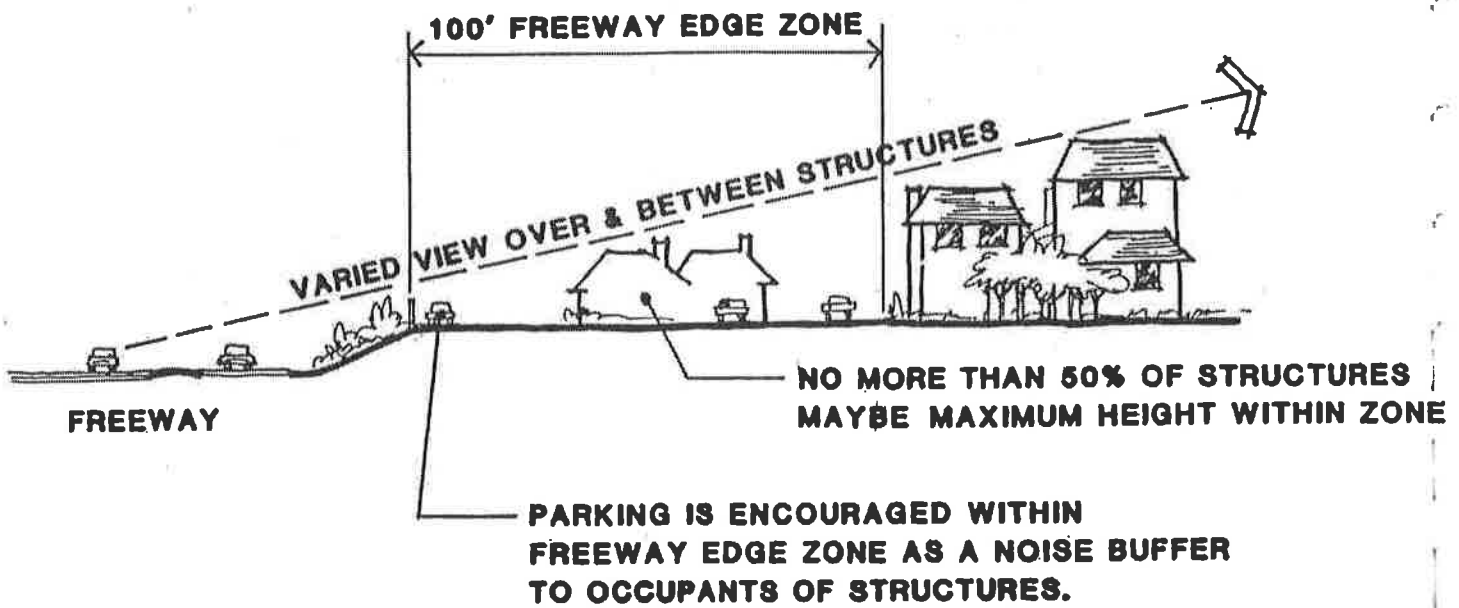 100' FREEWAY EDGE ZONE
VARIED VIEW OVER & BETWEEN STRUCTURES
FREEWAY
NO MORE THAN 50% OF STRUCTURES
MAYBE MAXIMUM HEIGHT WITHIN ZONE
PARKING IS ENCOURAGED WITHIN
FREEWAY EDGE ZONE AS A NOISE BUFFER
TO OCCUPANTS OF STRUCTURES.